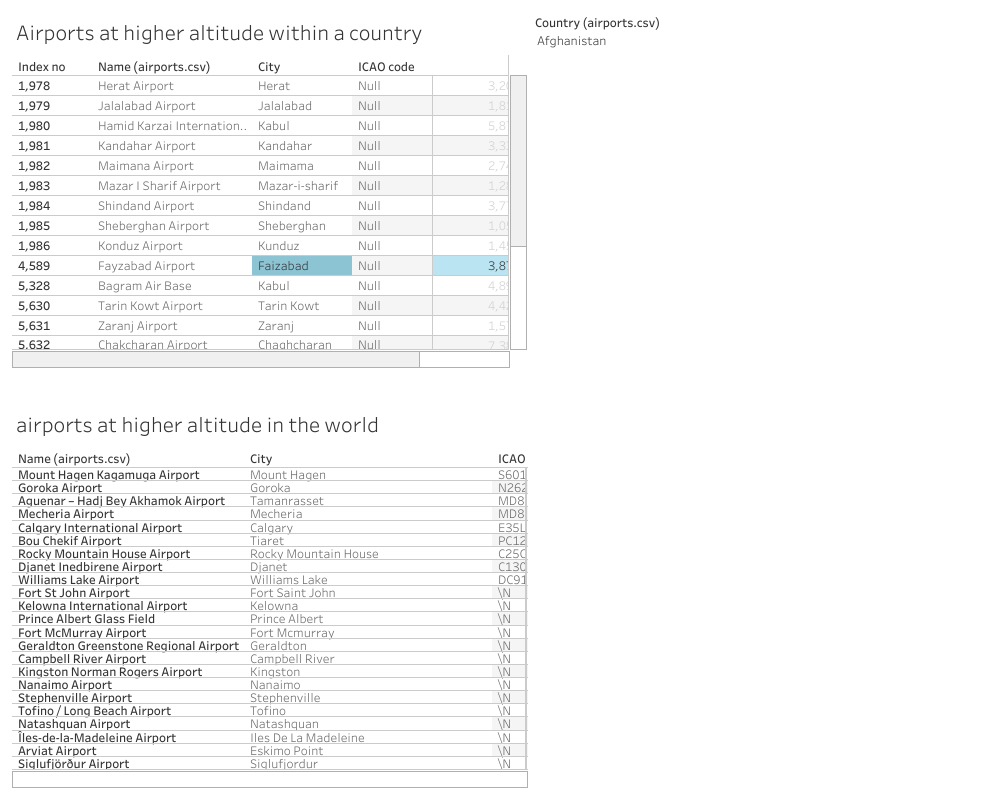 Airports at higher altitude within a country
Country (airports.csv)
Afghanistan
Index no Name (airports.csv) City ICAO code
1,978 Herat Airport Herat Null 3,2
1,979 Jalalabad Airport Jalalabad Null 1,8
1,980 Hamid Karzai Internation.. Kabul Null 5,8
1,981 Kandahar Airport Kandahar Null 3,3
1,982 Maimana Airport Maimama Null 2,7
1,983 Mazar I Sharif Airport Mazar-i-sharif Null 1,2
1,984 Shindand Airport Shindand Null 3,7
1,985 Sheberghan Airport Sheberghan Null 1,0
1,986 Konduz Airport Kunduz Null 1,4
4,589 Fayzabad Airport Faizabad Null 3,8
5,328 Bagram Air Base Kabul Null 4,8
5,630 Tarin Kowt Airport Tarin Kowt Null 4,4
5,631 Zaranj Airport Zaranj Null 1,5
5,632 Chakcharan Airport Chaghcharan Null 7,3
airports at higher altitude in the world
Name (airports.csv) City ICAO
Mount Hagen Kagamuga Airport Mount Hagen S601
Goroka Airport Goroka N262
Aguenar – Hadj Bey Akhamok Airport Tamanrasset MD8
Mecheria Airport Mecheria MD8
Calgary International Airport Calgary E35L
Bou Chekif Airport Tiaret PC12
Rocky Mountain House Airport Rocky Mountain House C25C
Djanet Inedbirene Airport Djanet C130
Williams Lake Airport Williams Lake DC91
Fort St John Airport Fort Saint John \N
Kelowna International Airport Kelowna \N
Prince Albert Glass Field Prince Albert \N
Fort McMurray Airport Fort Mcmurray \N
Geraldton Greenstone Regional Airport Geraldton \N
Campbell River Airport Campbell River \N
Kingston Norman Rogers Airport Kingston \N
Nanaimo Airport Nanaimo \N
Stephenville Airport Stephenville \N
Tofino / Long Beach Airport Tofino \N
Natashquan Airport Natashquan \N
Îles-de-la-Madeleine Airport Iles De La Madeleine \N
Arviat Airport Eskimo Point \N
Siglufjörður Airport Siglufjordur \N